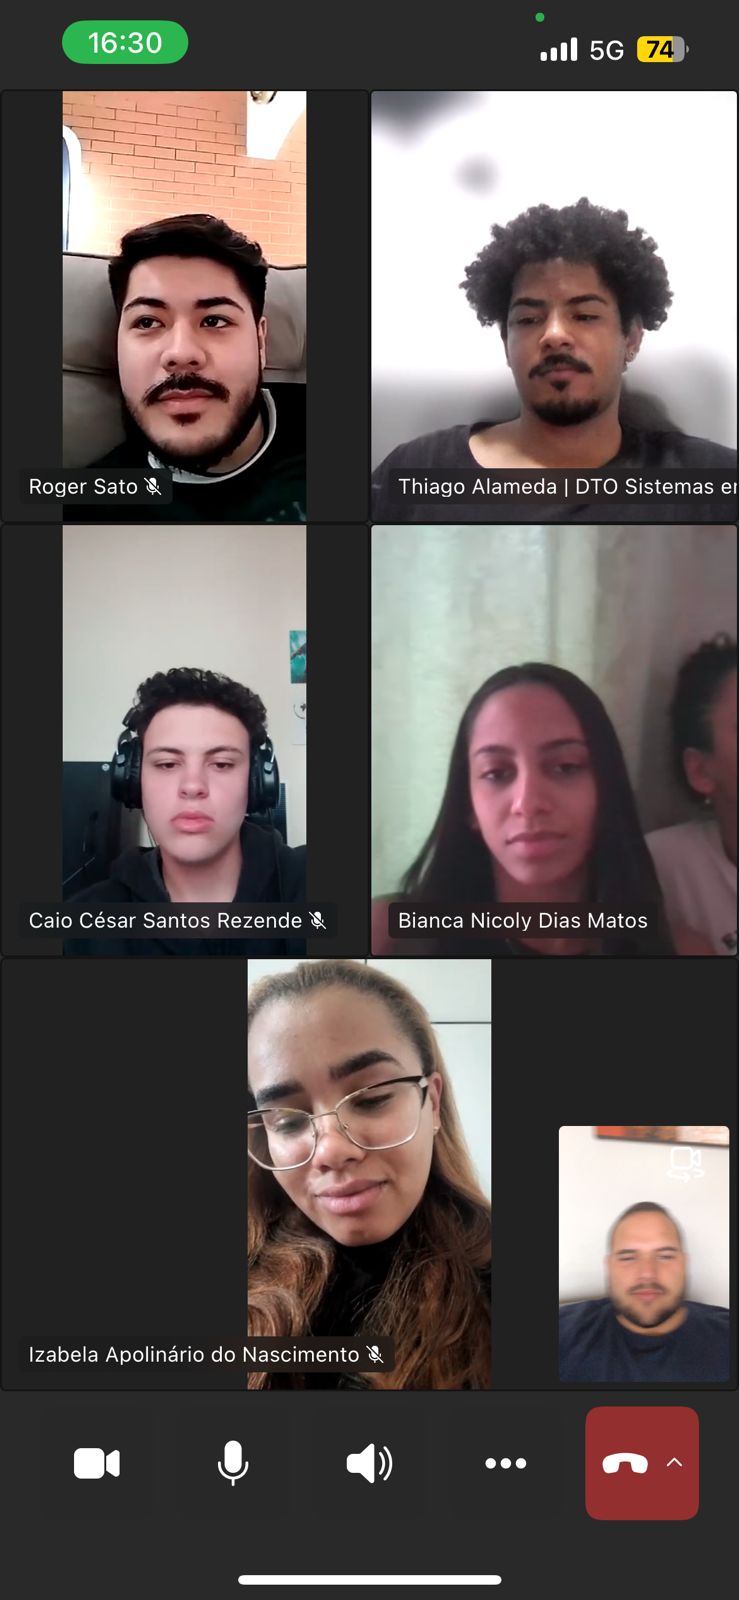 16:30
5G
74
Roger Sato
Thiago Alameda | DTO Sistemas
Caio César Santos Rezende
Bianca Nicoly Dias Matos
Izabela Apolinário do Nascimento